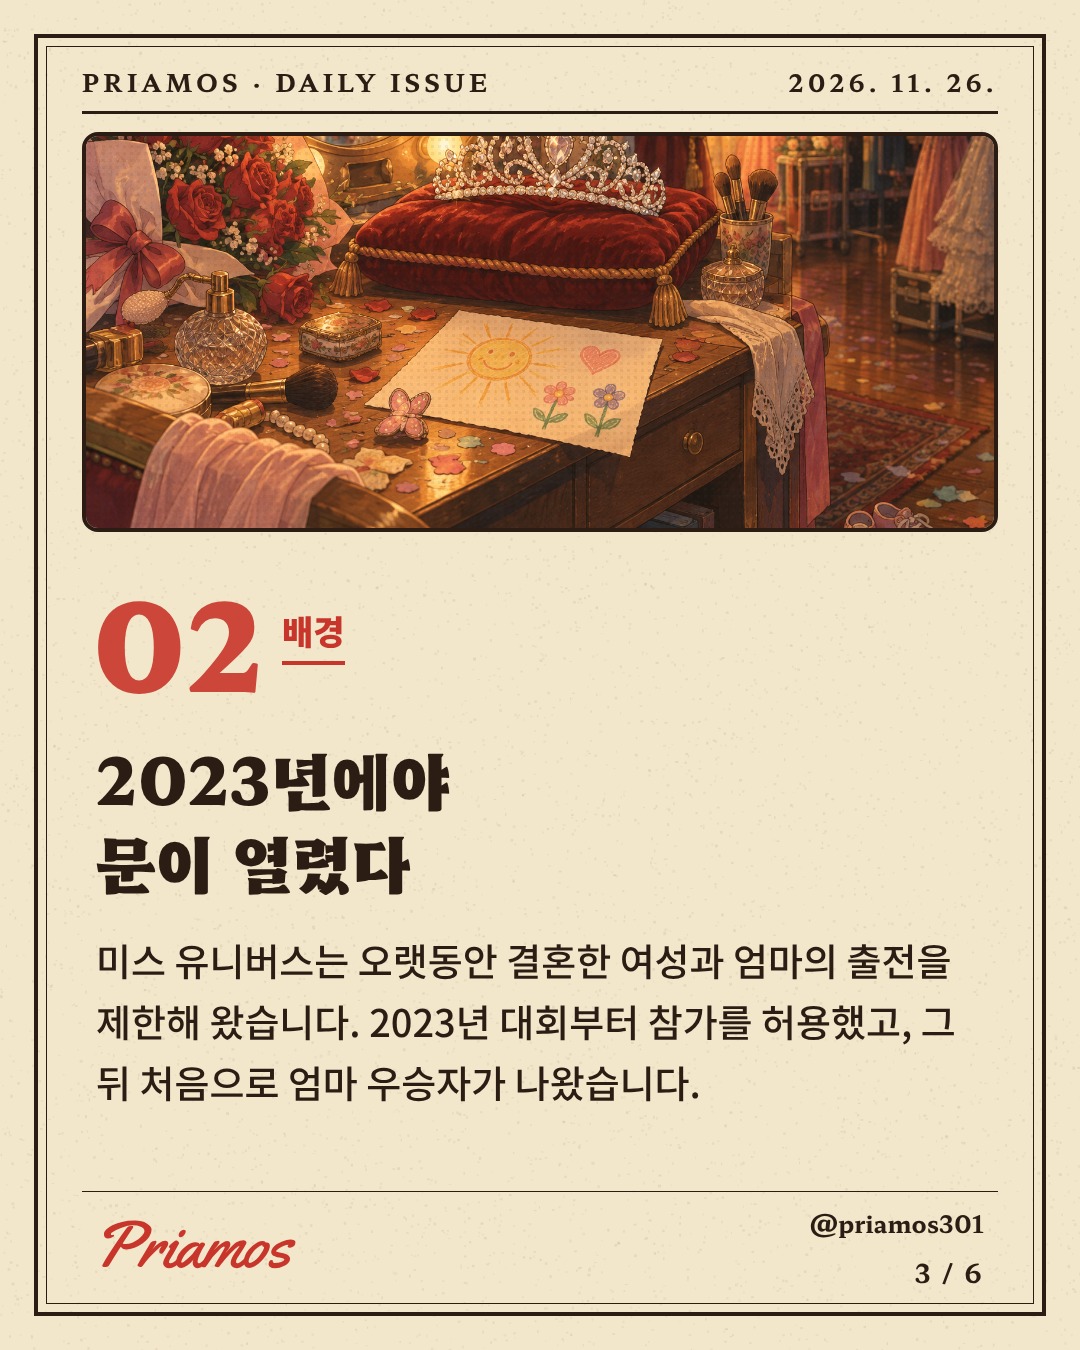 PRIAMOS · DAILY ISSUE
2026. 11. 26.
02
배경
2023년에야
문이 열렸다
미스 유니버스는 오랫동안 결혼한 여성과 엄마의 출전을
제한해 왔습니다. 2023년 대회부터 참가를 허용했고, 그
뒤 처음으로 엄마 우승자가 나왔습니다.
Priamos
@priamos301
3 / 6